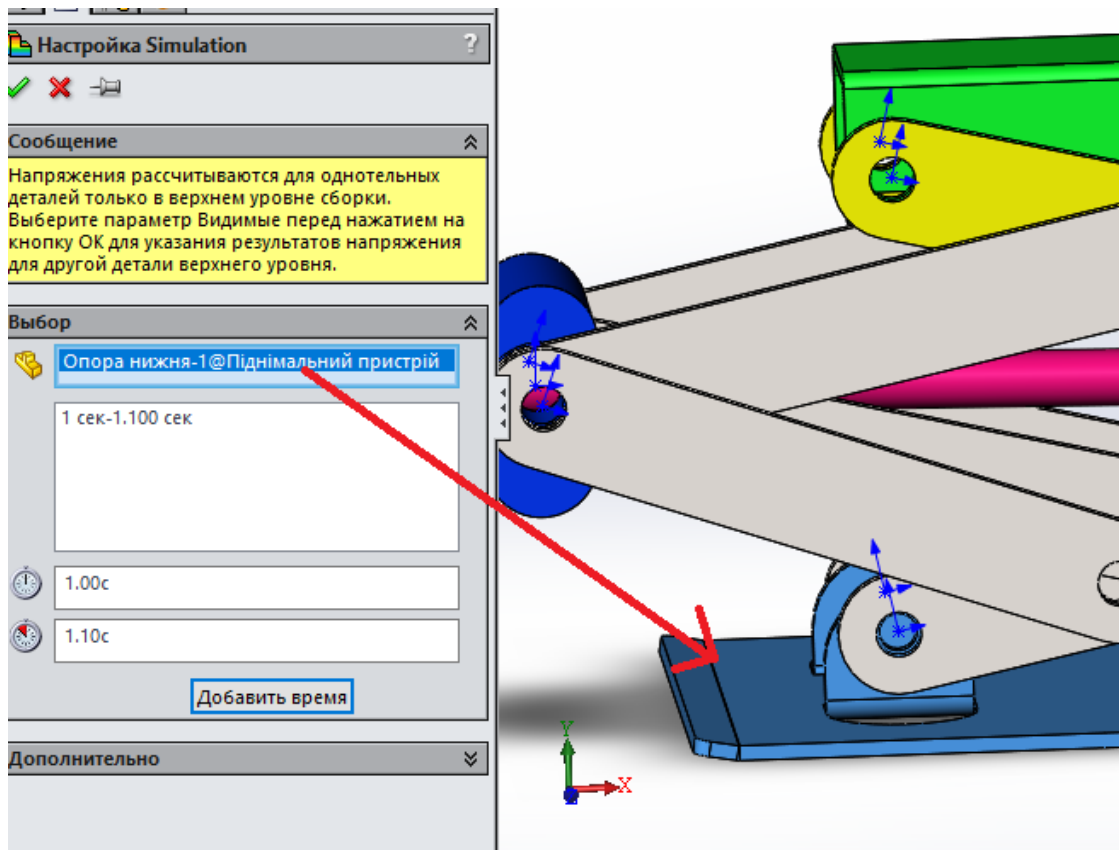 Настройка Simulation
?
Сообщение
Напряжения рассчитываются для однотельных
деталей только в верхнем уровне сборки.
Выберите параметр Видимые перед нажатием на
кнопку ОК для указания результатов напряжения
для другой детали верхнего уровня.
Выбор
Опора нижня-1@Піднімальний пристрій
1 сек-1.100 сек
1.00с
1.10с
Добавить время
Дополнительно
Y
X